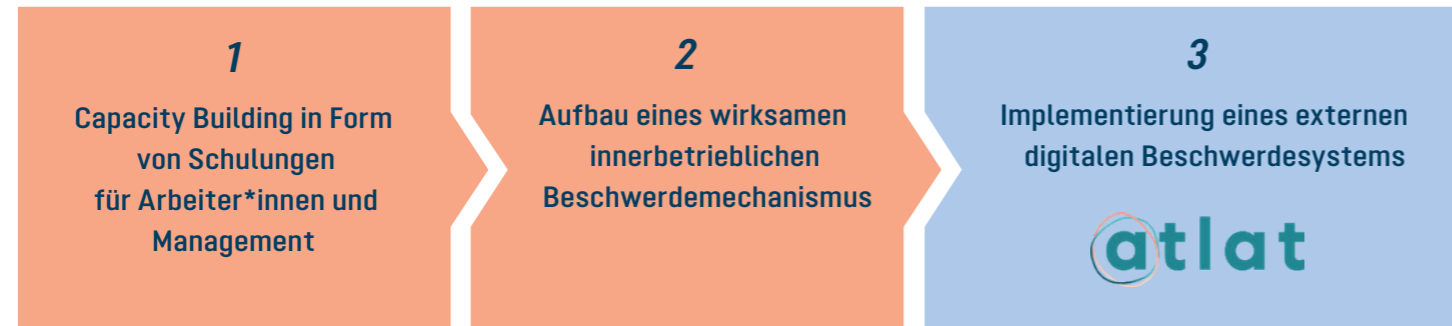 1
Capacity Building in Form
von Schulungen
für Arbeiter*innen und
Management
2
Aufbau eines wirksamen
innerbetrieblichen
Beschwerdemechanismus
3
Implementierung eines externen
digitalen Beschwerdesystems
atlat